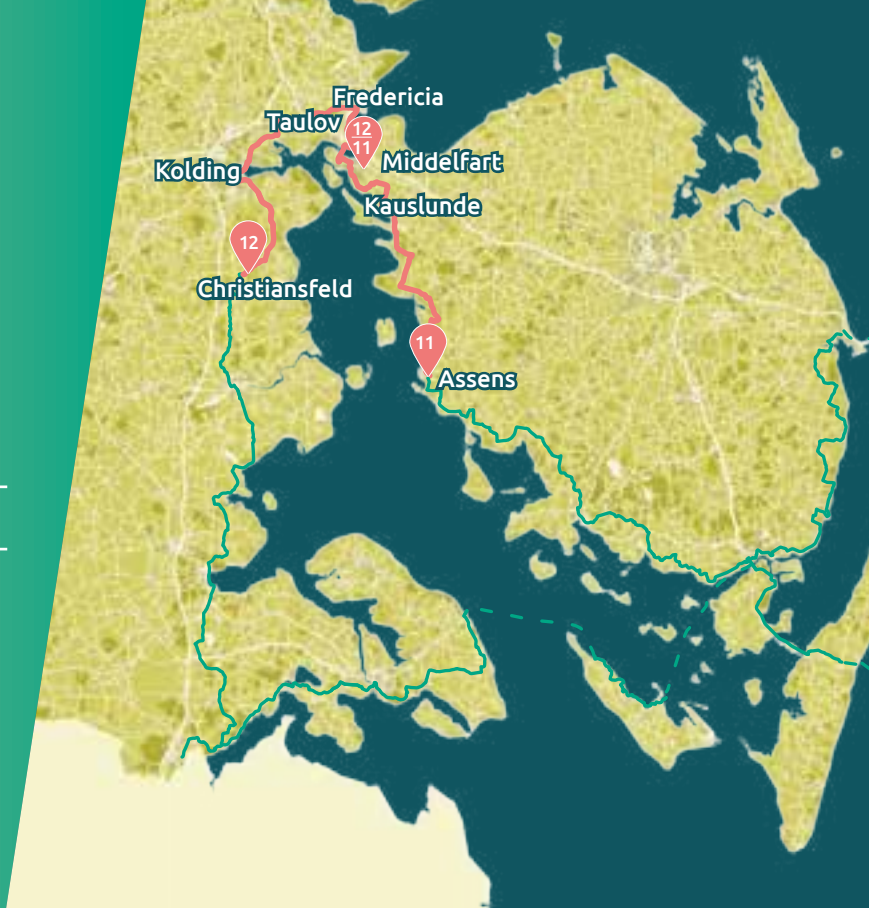 Fredericia
Taulov
12
11
Middelfart
Kolding
Kauslunde
12
Christiansfeld
11
Assens